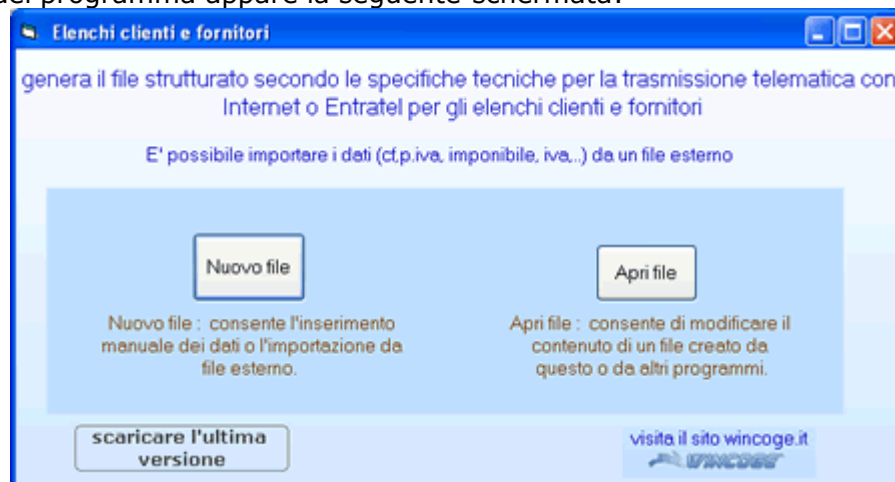 del programma appare la seguente schermata:
Elenchi clienti e fornitori
genera il file strutturato secondo le specifiche tecniche per la trasmissione telematica con
Internet o Entratel per gli elenchi clienti e fornitori
E' possibile importare i dati (cf,p.iva, imponibile, iva,..) da un file esterno
Nuovo file
Apri file
Nuovo file : consente l'inserimento
manuale dei dati o l'importazione da
file esterno.
Apri file : consente di modificare il
contenuto di un file creato da
questo o da altri programmi.
scaricare l'ultima
versione
visita il sito wincoge.it
WINCOGE